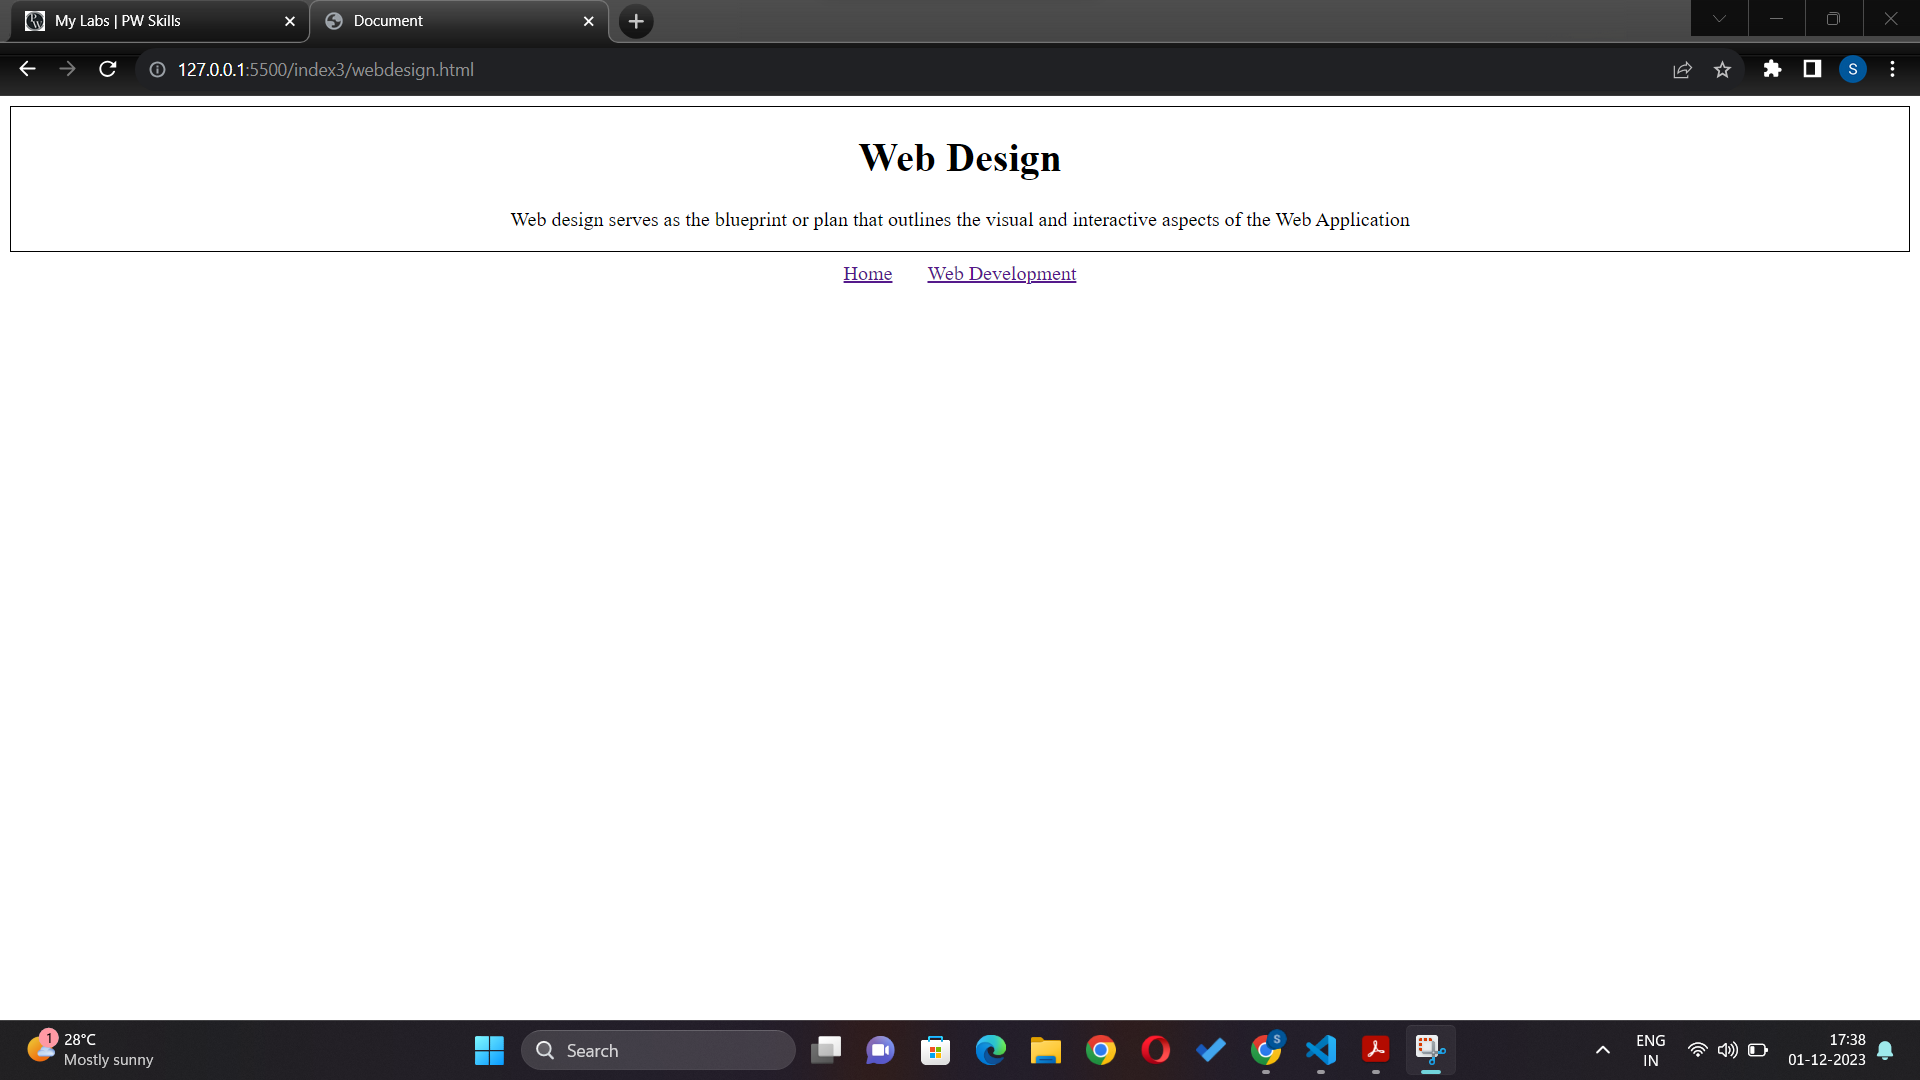 My Labs | PW Skills
Document
127.0.0.1:5500/index3/webdesign.html
S
Web Design
Web design serves as the blueprint or plan that outlines the visual and interactive aspects of the Web Application
Home Web Development
1
28°C
Mostly sunny
Search
S
ENG
IN
17:38
01-12-2023